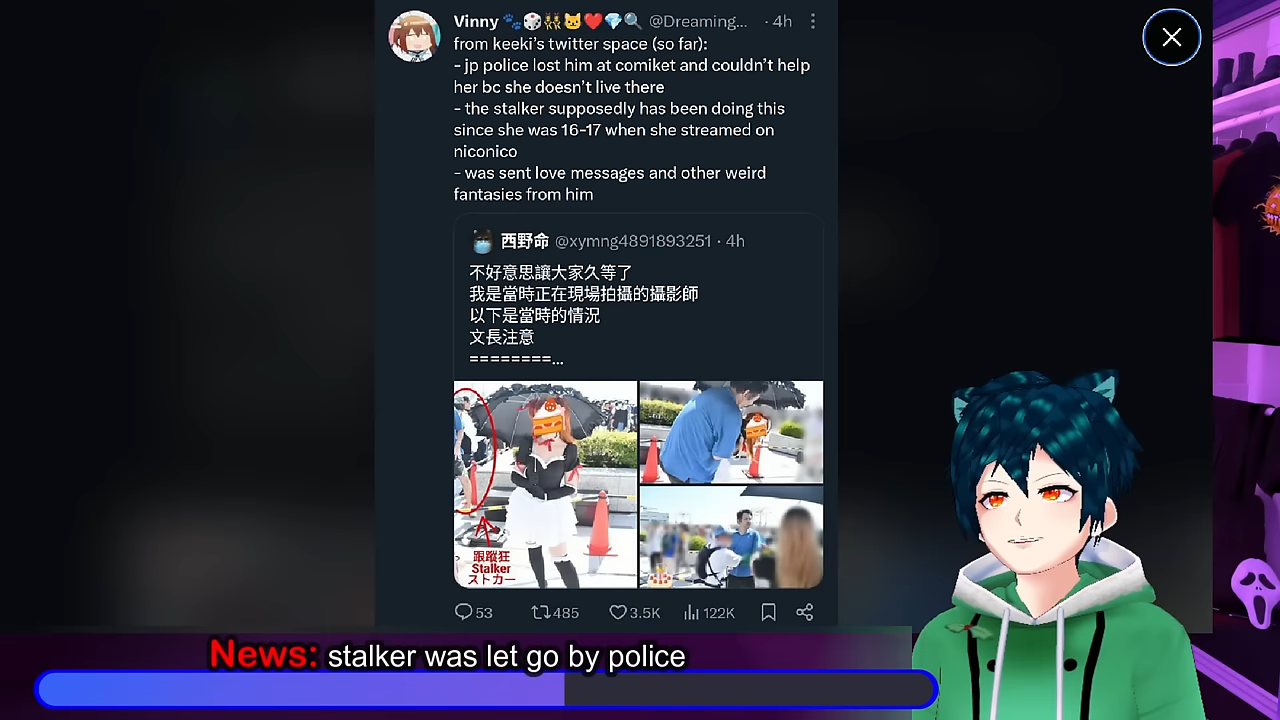 Vinny 🐾🎲👯🐱❤️💎🔍 @Dreaming... · 4h
from keeki's twitter space (so far):
- jp police lost him at comiket and couldn't help
her bc she doesn't live there
- the stalker supposedly has been doing this
since she was 16-17 when she streamed on
niconico
- was sent love messages and other weird
fantasies from him
西野命 @xymng4891893251 · 4h
不好意思讓大家久等了
我是當時正在現場拍攝的攝影師
以下是當時的情況
文長注意
========...
跟蹤狂
Stalker
ストカー
53 485 3.5K 122K
News: stalker was let go by police